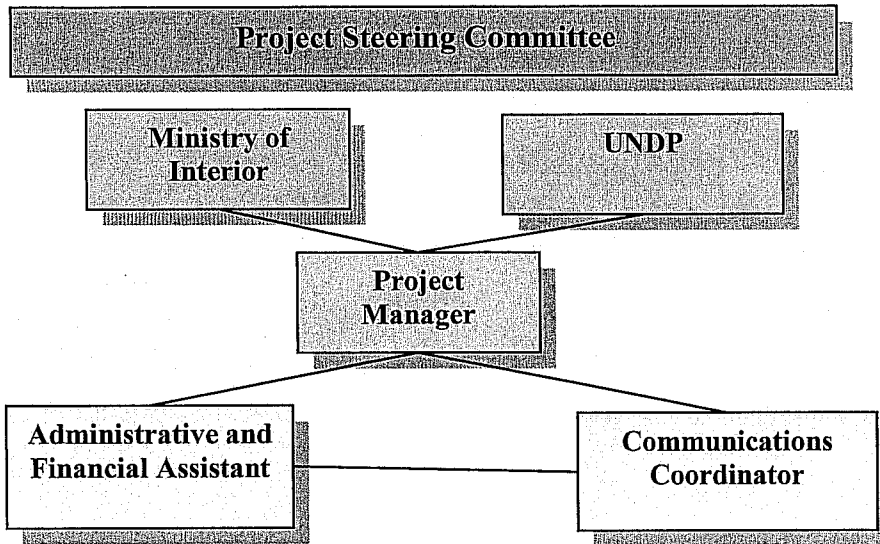 Project Steering Committee
Ministry of
Interior
UNDP
Project
Manager
Administrative and
Financial Assistant
Communications
Coordinator